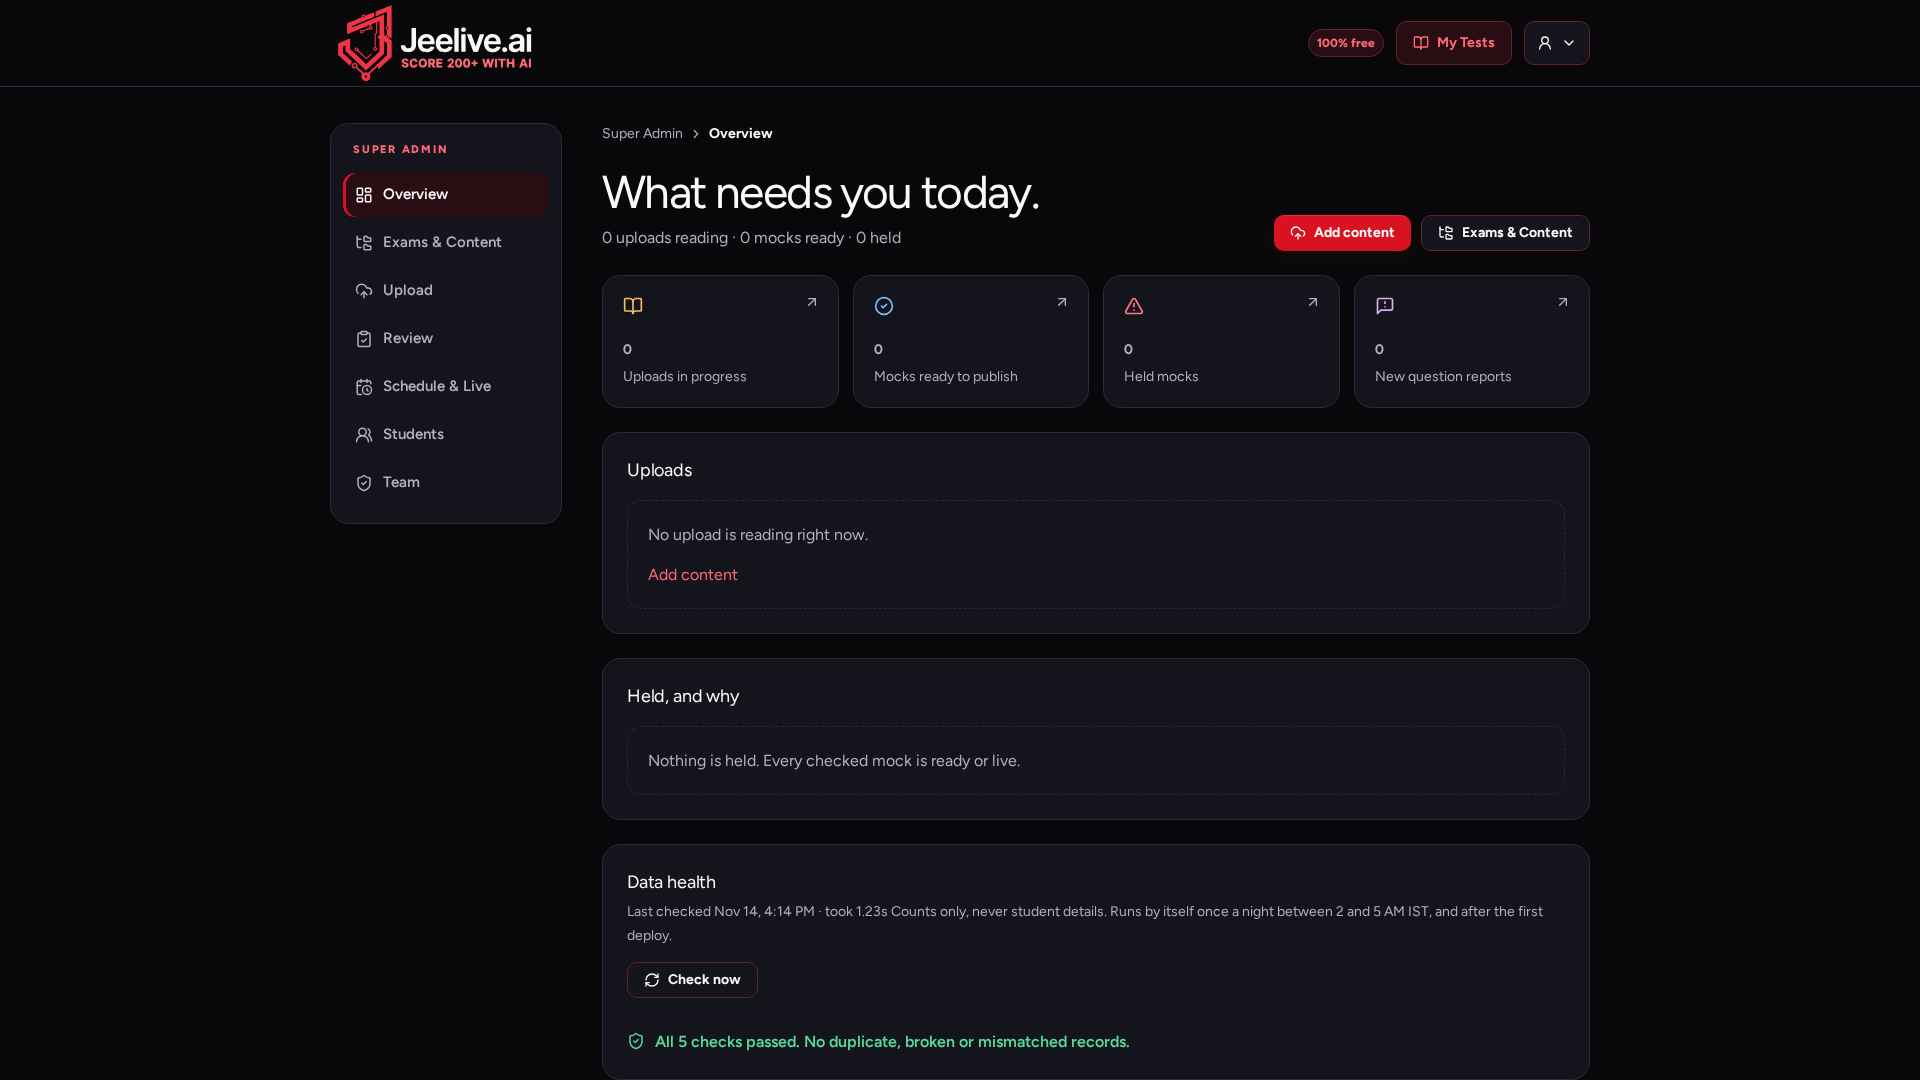 Jeelive.ai
SCORE 200+ WITH AI
100% free
My Tests
SUPER ADMIN
Overview
Exams & Content
Upload
Review
Schedule & Live
Students
Team
Super Admin > Overview
What needs you today.
0 uploads reading · 0 mocks ready · 0 held
Add content
Exams & Content
0
Uploads in progress
0
Mocks ready to publish
0
Held mocks
0
New question reports
Uploads
No upload is reading right now.
Add content
Held, and why
Nothing is held. Every checked mock is ready or live.
Data health
Last checked Nov 14, 4:14 PM · took 1.23s Counts only, never student details. Runs by itself once a night between 2 and 5 AM IST, and after the first
deploy.
Check now
All 5 checks passed. No duplicate, broken or mismatched records.